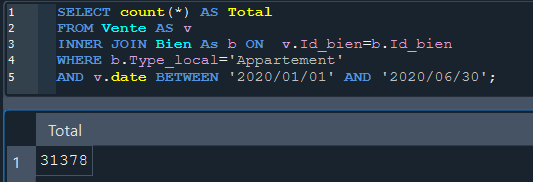 1 SELECT count(*) AS Total
2 FROM Vente AS v
3 INNER JOIN Bien As b ON  v.Id_bien=b.Id_bien
4 WHERE b.Type_local='Appartement'
5 AND v.date BETWEEN '2020/01/01' AND '2020/06/30';
Total
1 31378